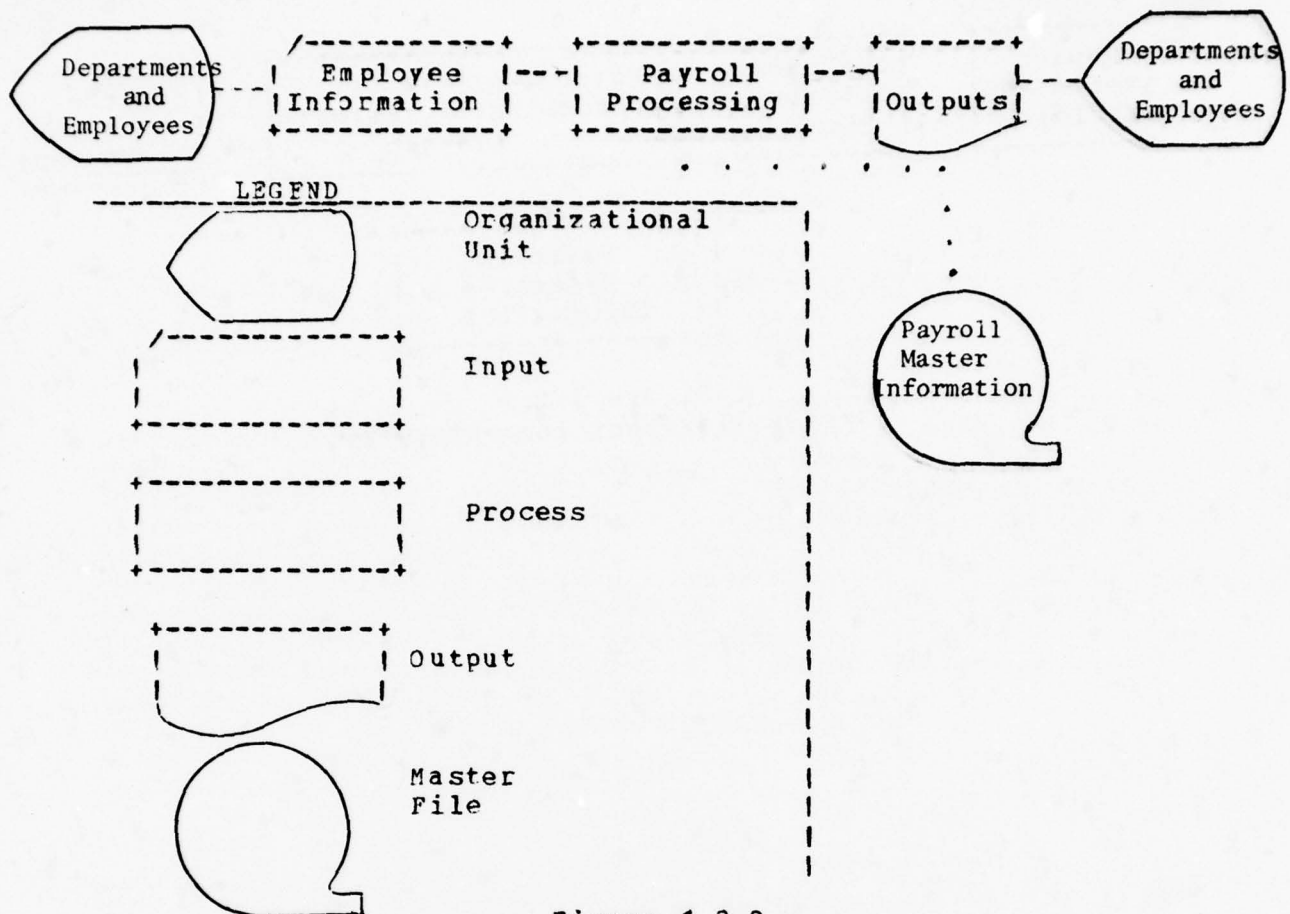 Departments
and
Employees
Employee
Information
Payroll
Processing
Outputs
Departments
and
Employees
LEGEND
Organizational
Unit
Input
Process
Output
Master
File
Payroll
Master
Information